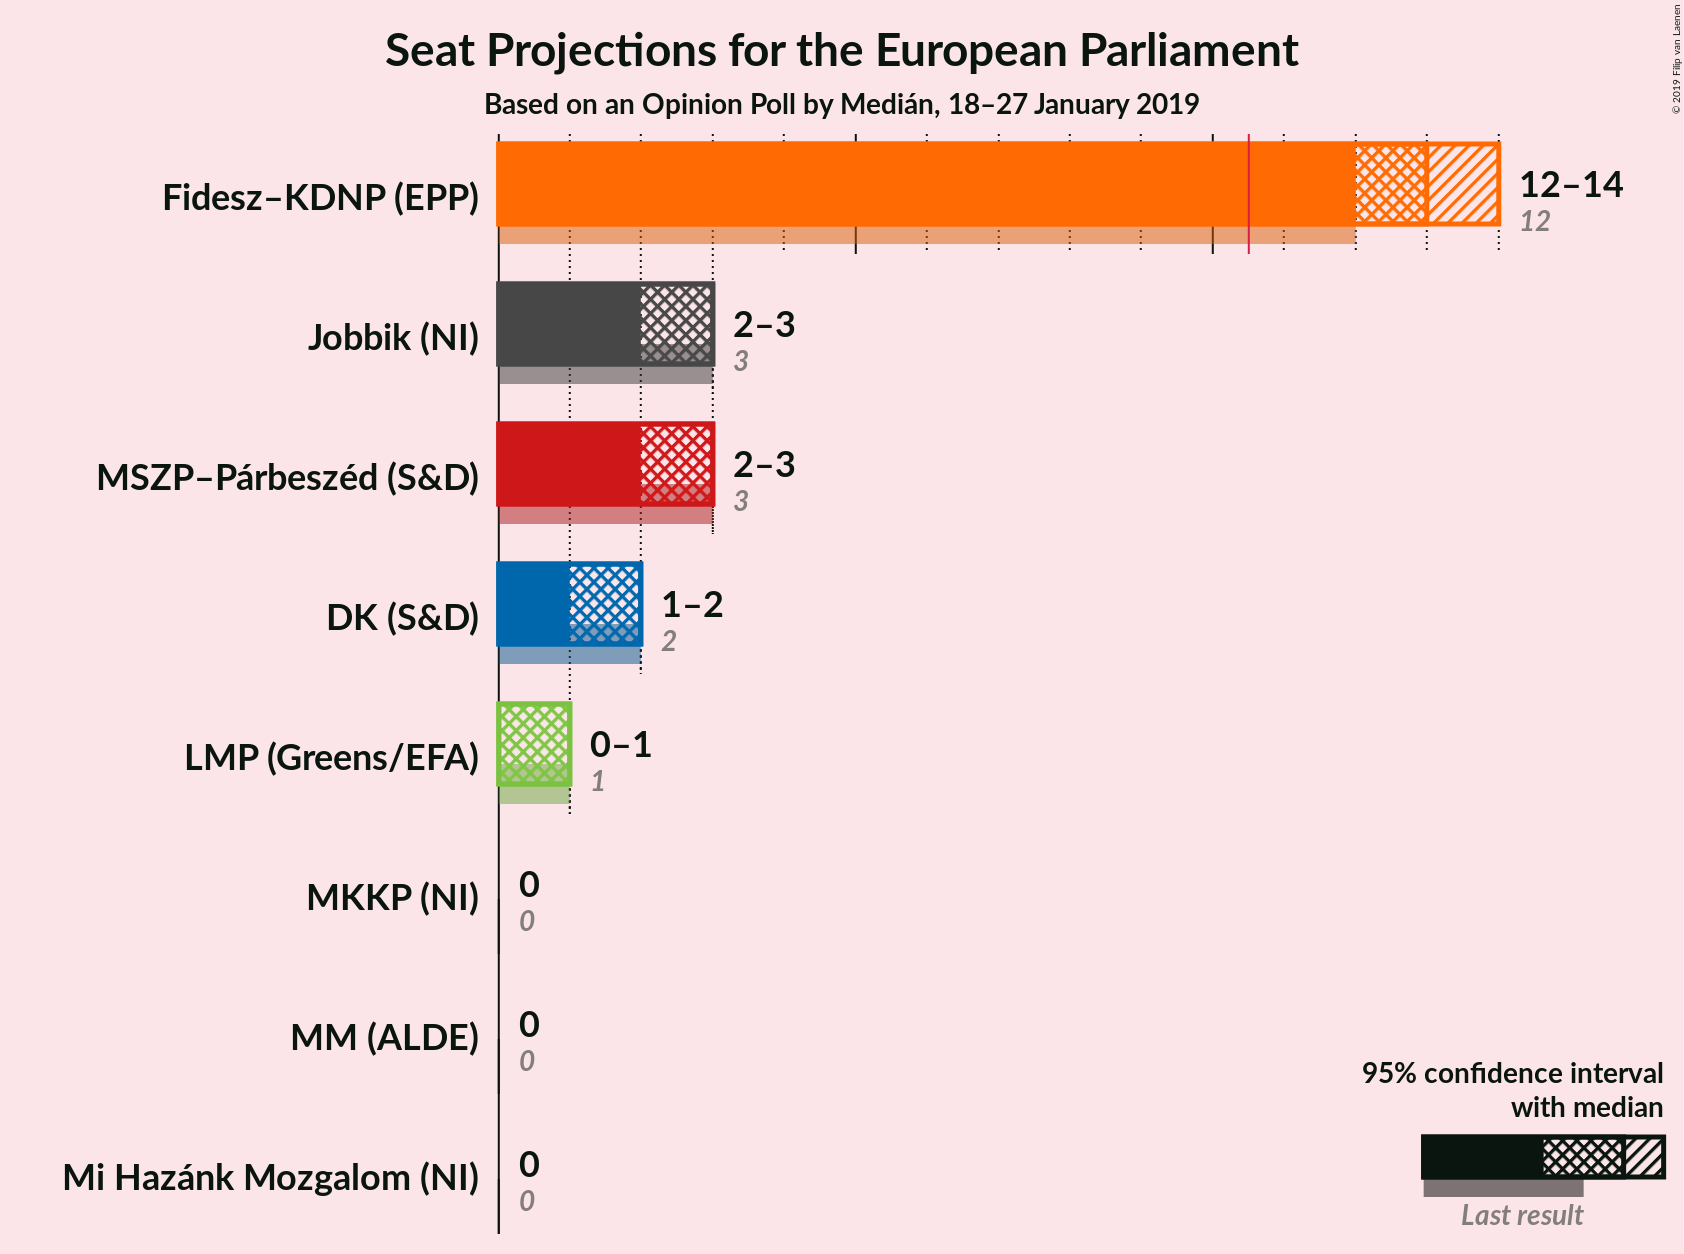 Seat Projections for the European Parliament
Based on an Opinion Poll by Medián, 18–27 January 2019
© 2019 Filip van Laenen
Fidesz–KDNP (EPP)
12–14
12
Jobbik (NI)
2–3
3
MSZP–Párbeszéd (S&D)
2–3
3
DK (S&D)
1–2
2
LMP (Greens/EFA)
0–1
1
MKKP (NI)
0
0
MM (ALDE)
0
0
Mi Hazánk Mozgalom (NI)
0
0
95% confidence interval
with median
Last result